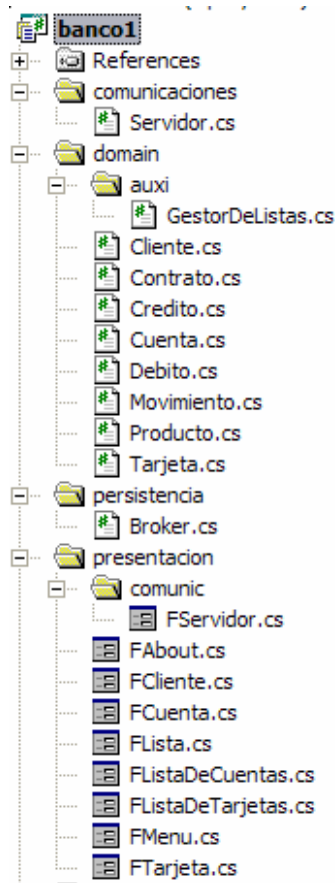 banco1
References
comunicaciones
Servidor.cs
domain
auxi
GestorDeListas.cs
Cliente.cs
Contrato.cs
Credito.cs
Cuenta.cs
Debito.cs
Movimiento.cs
Producto.cs
Tarjeta.cs
persistencia
Broker.cs
presentacion
comunic
FServidor.cs
FAbout.cs
FCliente.cs
FCuenta.cs
FLista.cs
FListaDeCuentas.cs
FListaDeTarjetas.cs
FMenu.cs
FTarjeta.cs